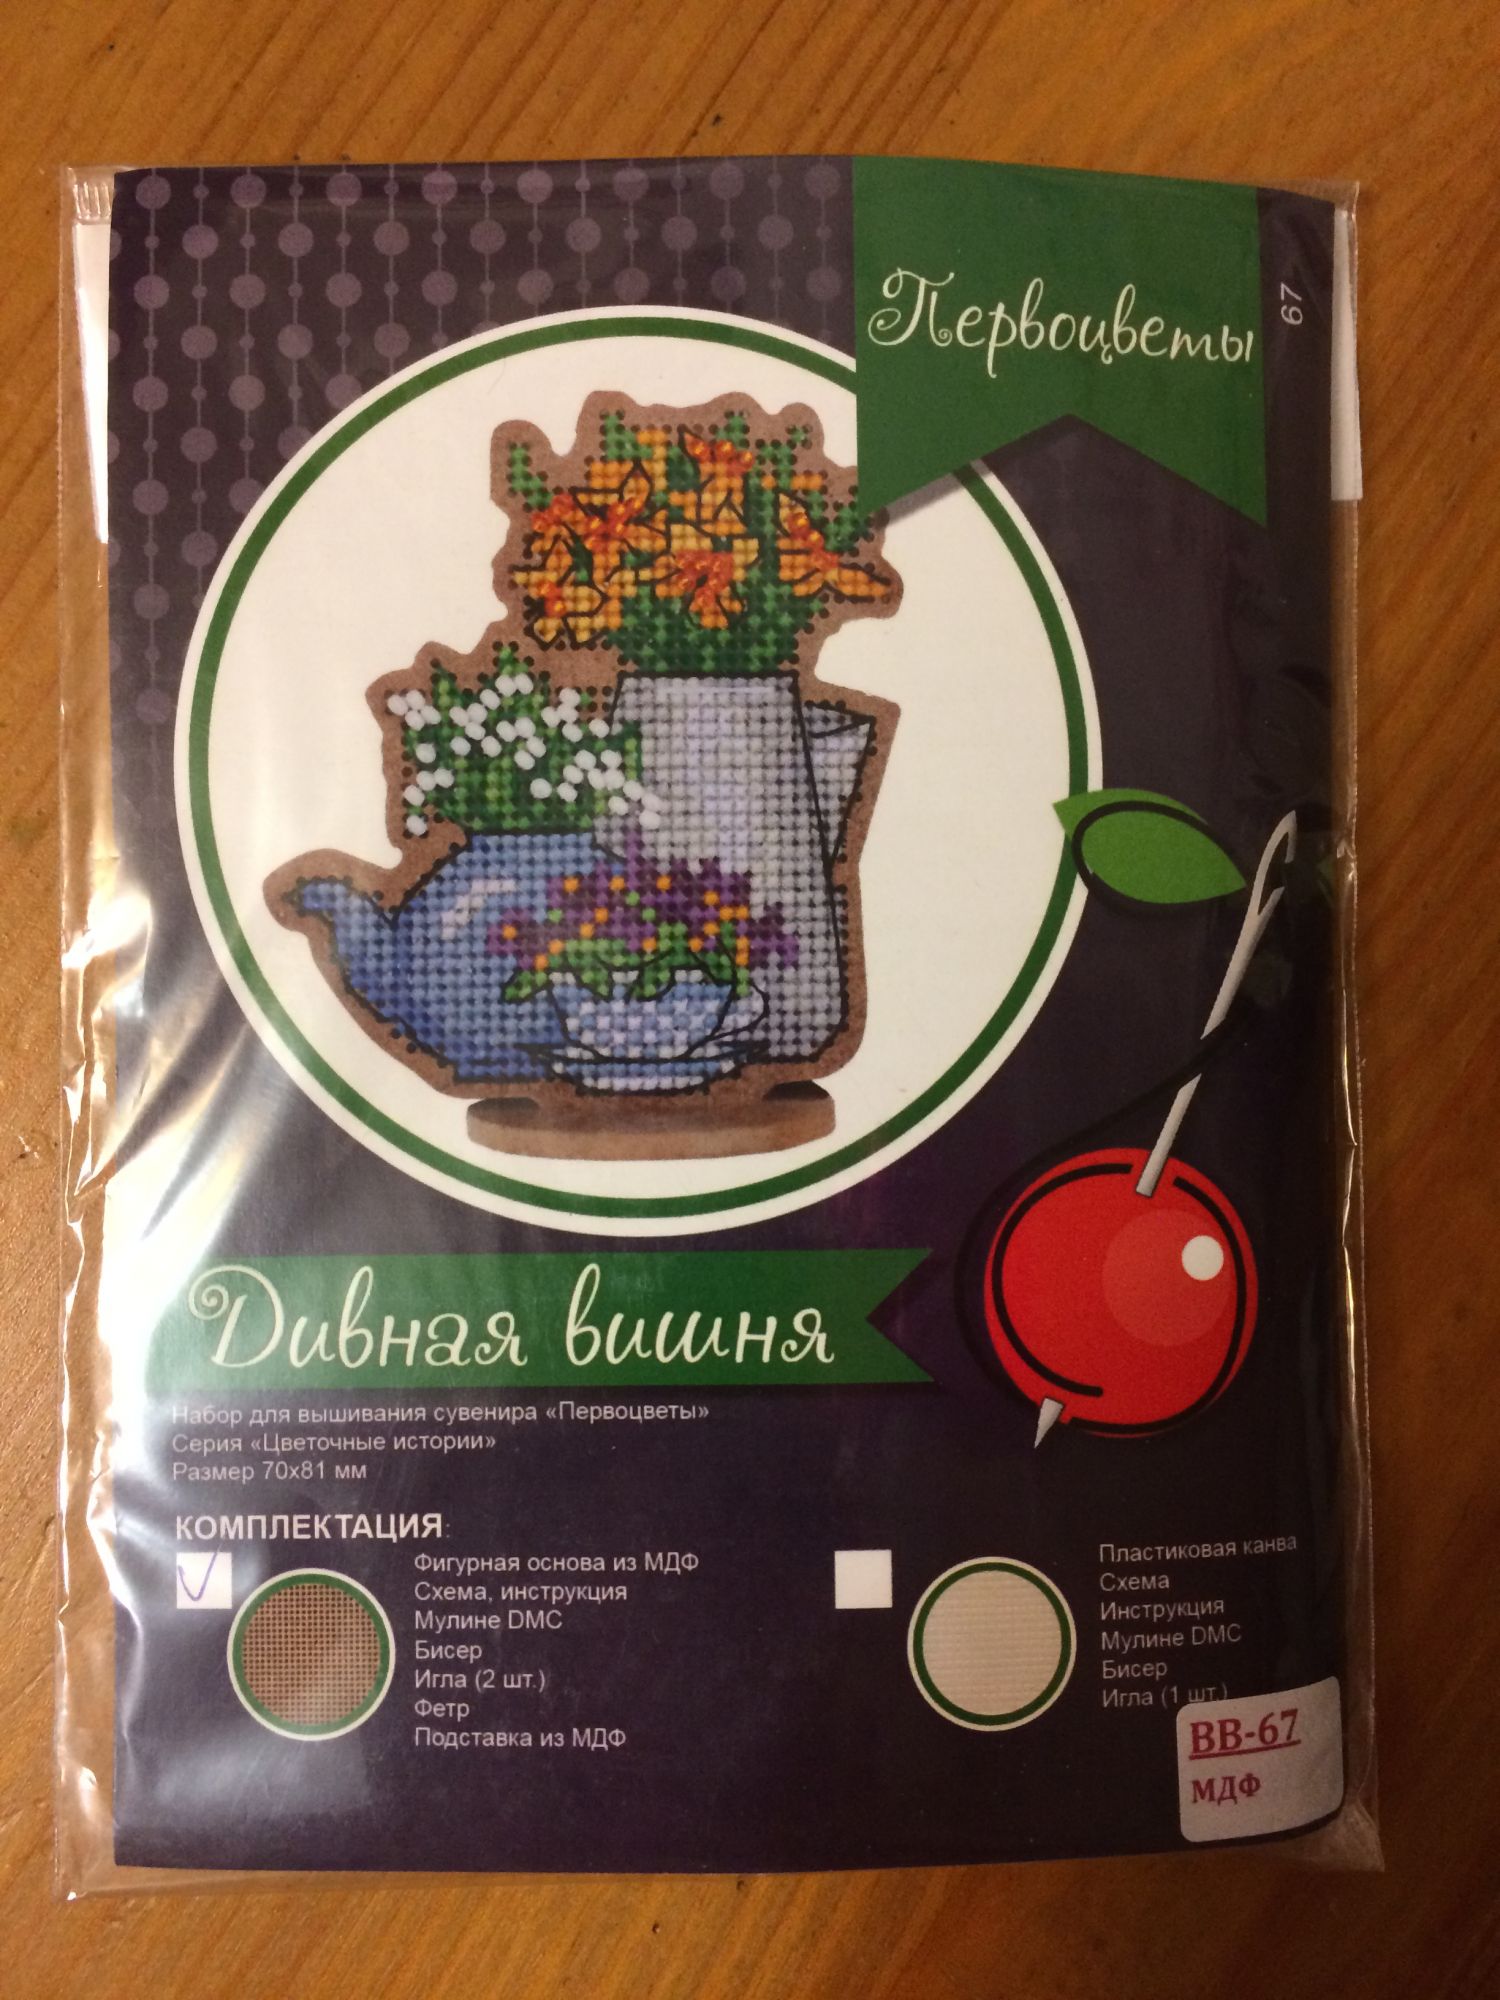 Первоцветы
67
Дивная вишня
Набор для вышивания сувенира «Первоцветы»
Серия «Цветочные истории»
Размер 70х81 мм
КОМПЛЕКТАЦИЯ:
Фигурная основа из МДФ
Схема, инструкция
Мулине DMC
Бисер
Игла (2 шт.)
Фетр
Подставка из МДФ
Пластиковая канва
Схема
Инструкция
Мулине DMC
Бисер
Игла (1 шт.)
ВВ-67
МДФ